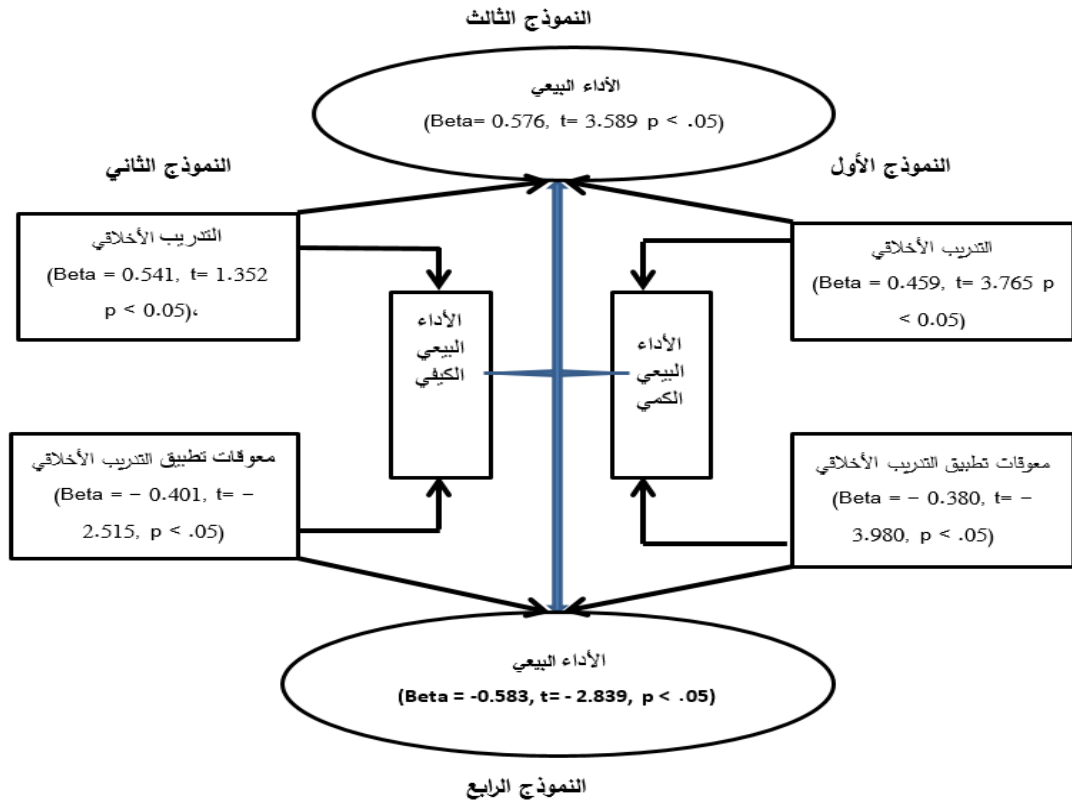 النموذج الثالث
الأداء البيعي
(Beta= 0.576, t= 3.589 p < .05)
النموذج الأول
النموذج الثاني
التدريب الأخلاقي
(Beta = 0.459, t= 3.765 p
< 0.05)
التدريب الأخلاقي
(Beta = 0.541, t= 1.352
p < 0.05)،
الأداء
البيعي
الكمي
الأداء
البيعي
الكيفي
معوقات تطبيق التدريب الأخلاقي
(Beta = – 0.380, t= –
3.980, p < .05)
معوقات تطبيق التدريب الأخلاقي
(Beta = – 0.401, t= –
2.515, p < .05)
الأداء البيعي
(Beta = -0.583, t= - 2.839, p < .05)
النموذج الرابع